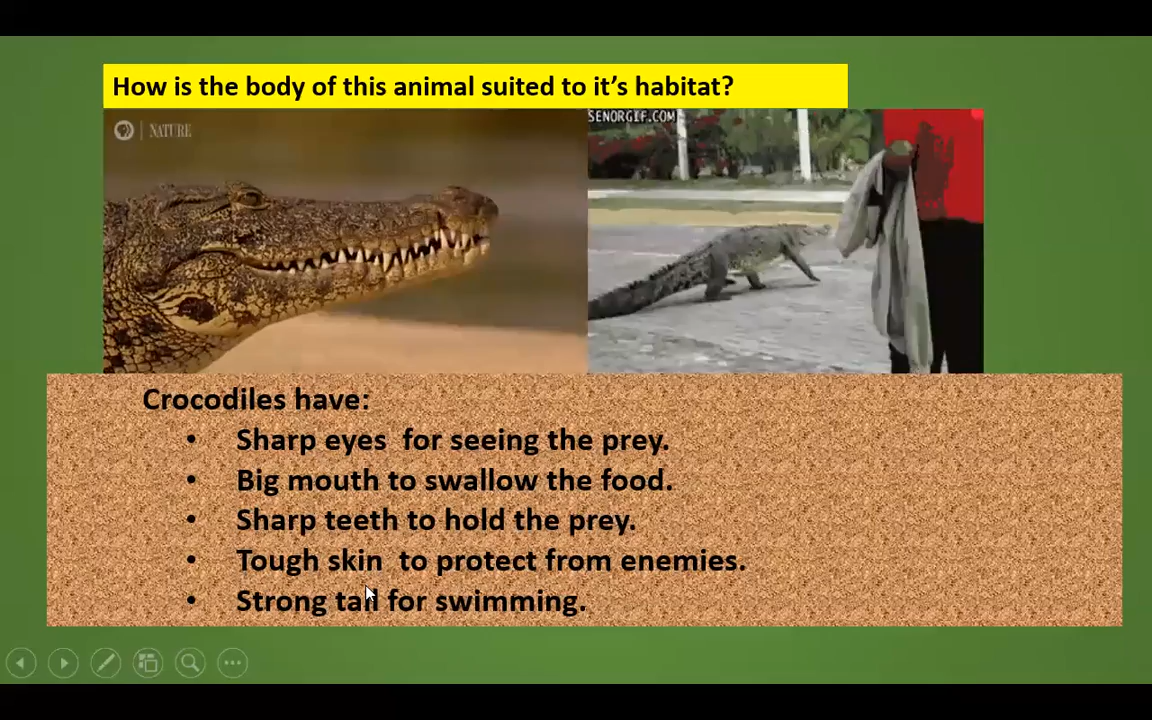 How is the body of this animal suited to it's habitat?
NATURE
SENORGIF.COM
Crocodiles have:
• Sharp eyes for seeing the prey.
• Big mouth to swallow the food.
• Sharp teeth to hold the prey.
• Tough skin to protect from enemies.
• Strong tail for swimming.